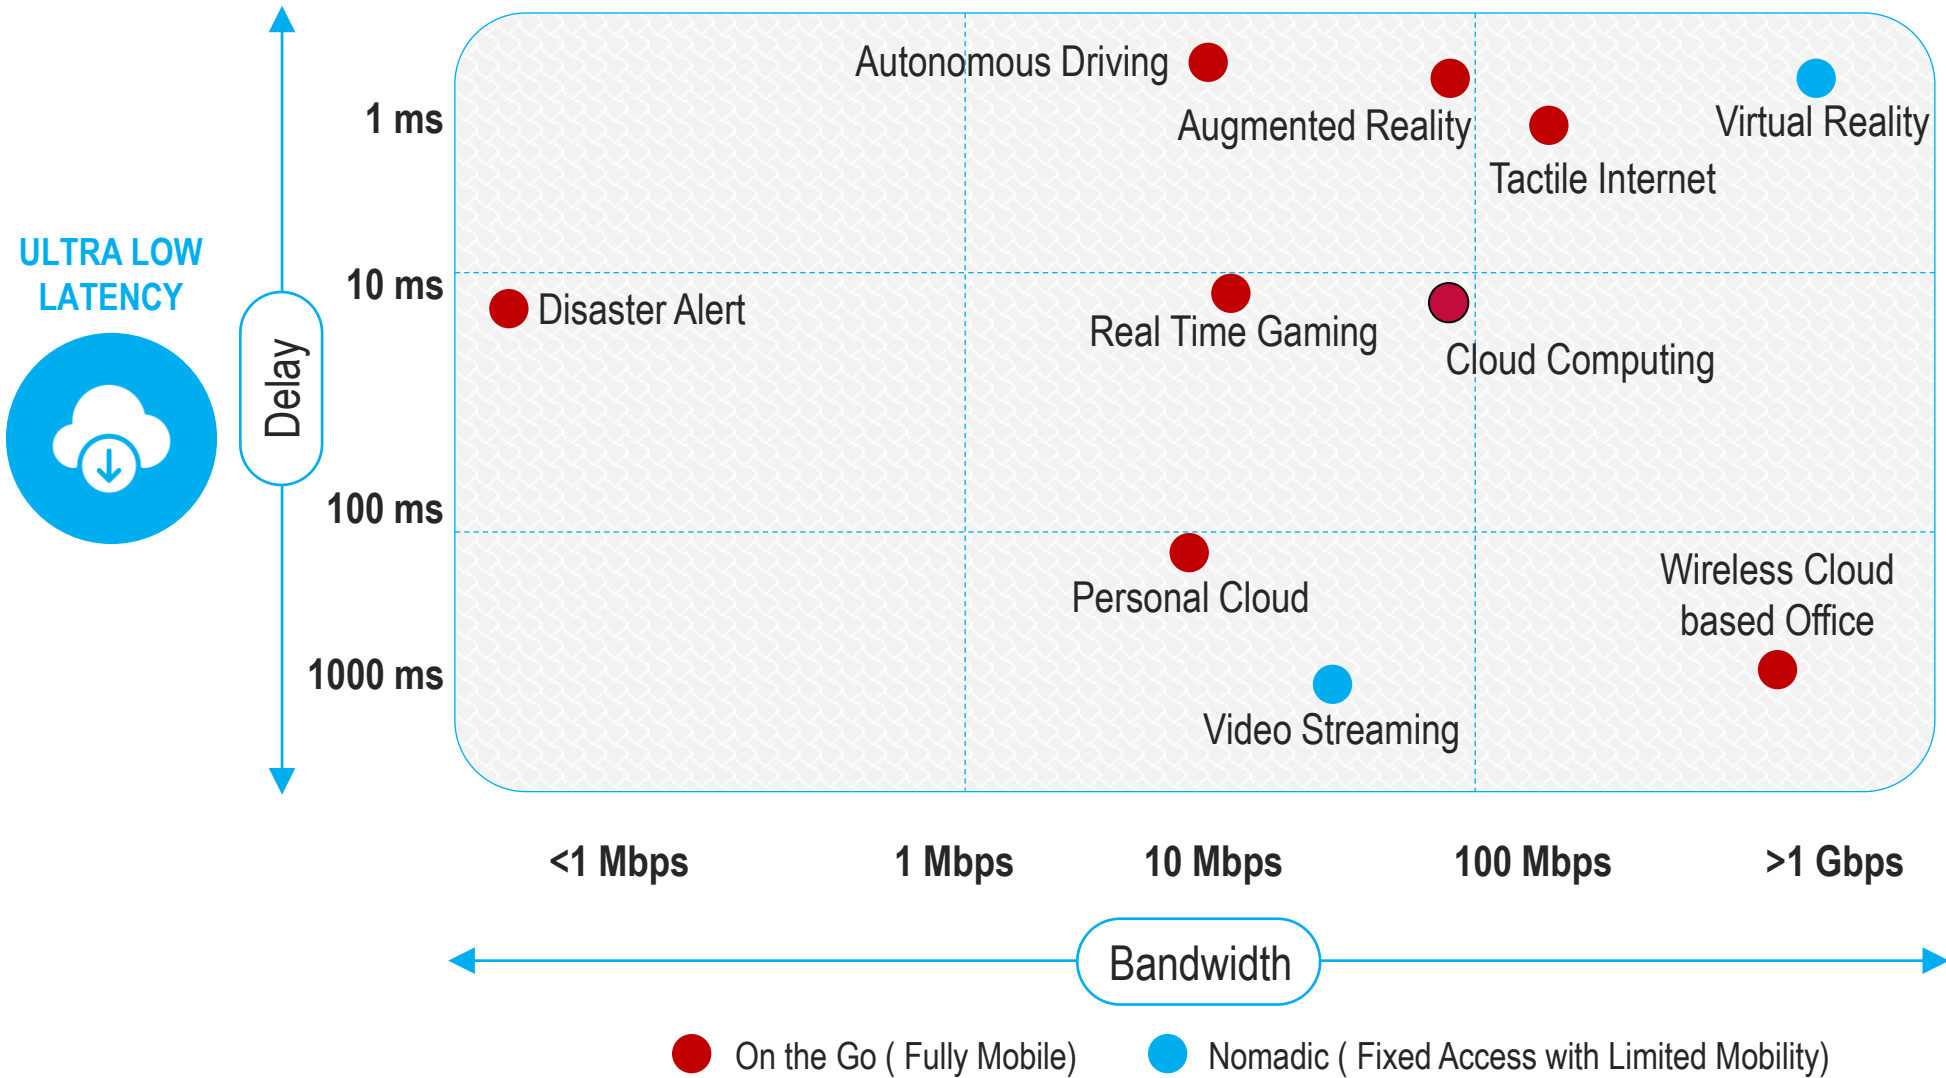 Autonomous Driving
Augmented Reality
Virtual Reality
1 ms
Tactile Internet
ULTRA LOW
LATENCY
10 ms
Disaster Alert
Real Time Gaming
Cloud Computing
Delay
100 ms
Wireless Cloud
based Office
Personal Cloud
1000 ms
Video Streaming
<1 Mbps
1 Mbps
10 Mbps
100 Mbps
>1 Gbps
Bandwidth
On the Go ( Fully Mobile)
Nomadic ( Fixed Access with Limited Mobility)